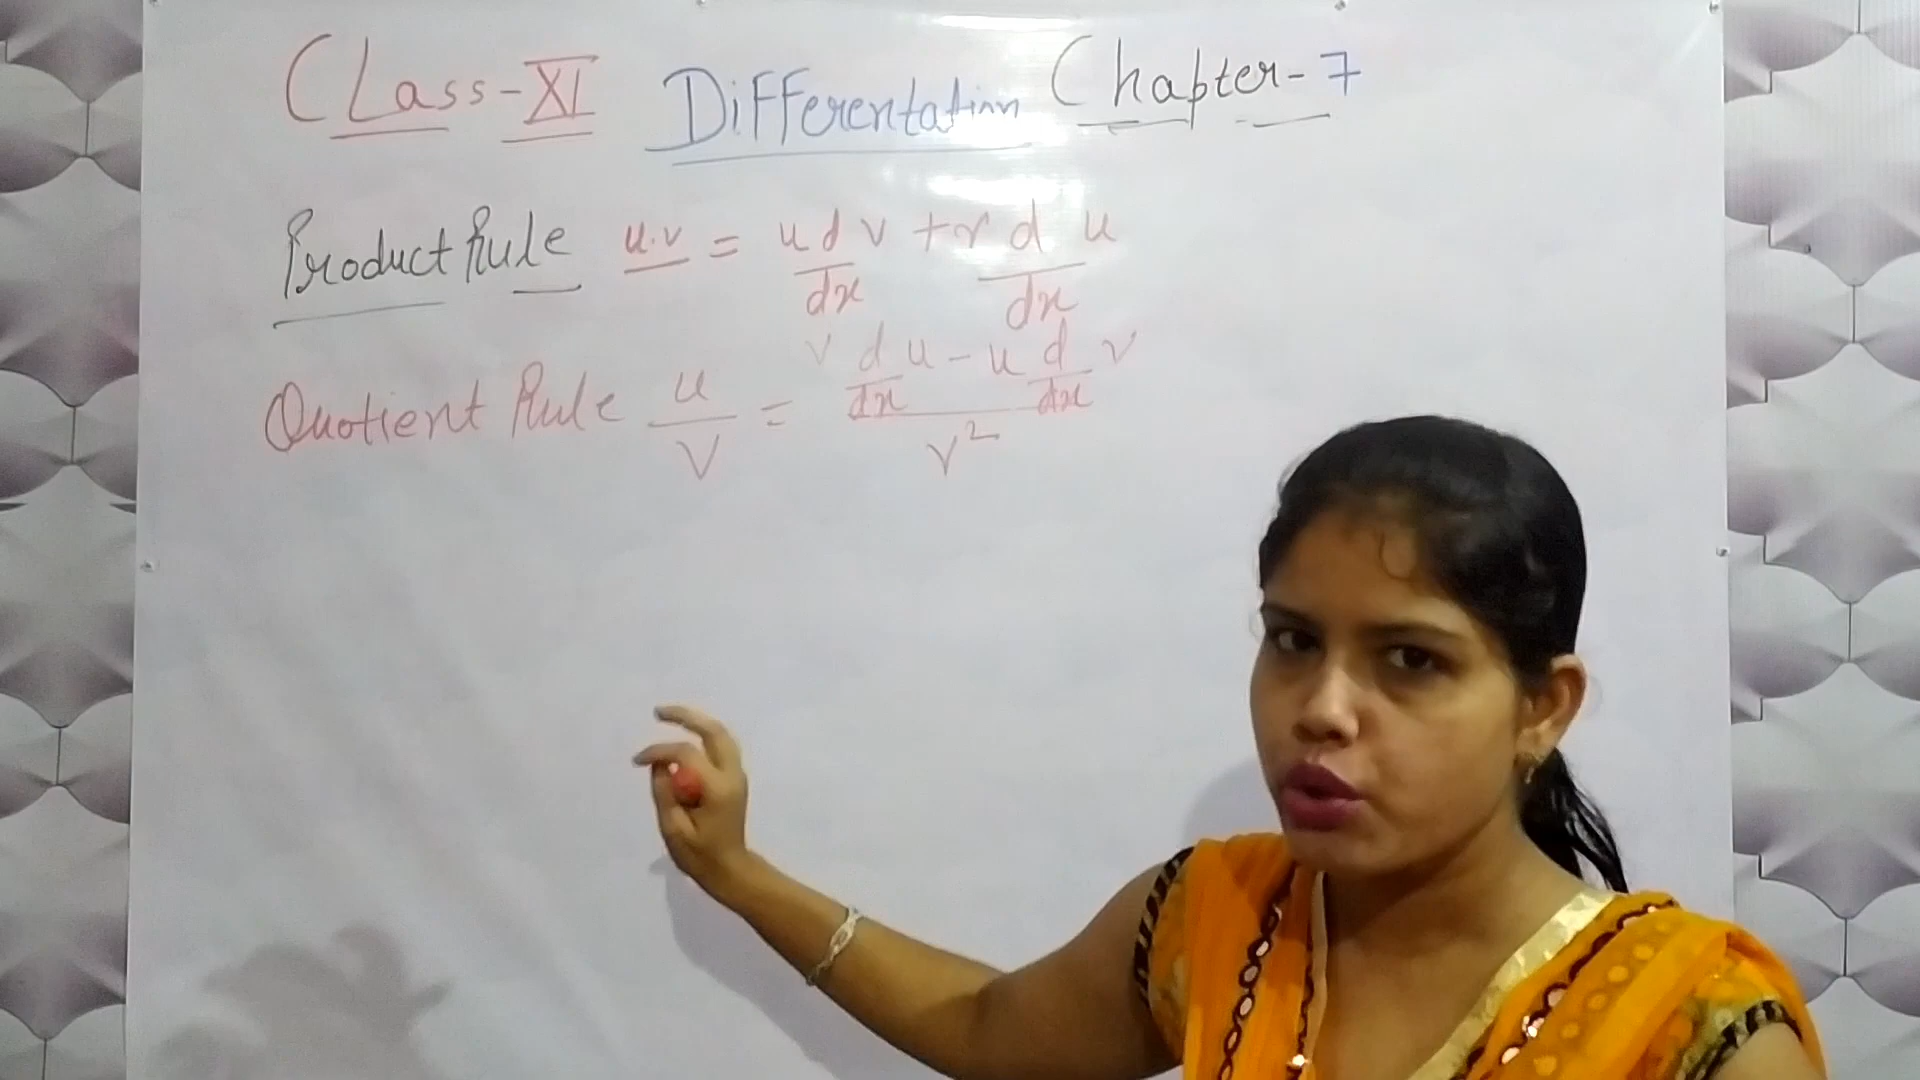 CLass-XI Differentation Chapter-7
Product Rule u.v = u d/dx v + v d/dx u
Quotient Rule u/v = v d/dx u - u d/dx v / v²